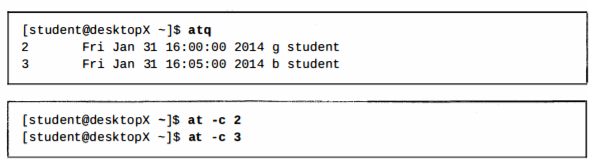 [student@desktopX ~]$ atq
2       Fri Jan 31 16:00:00 2014 g student
3       Fri Jan 31 16:05:00 2014 b student
[student@desktopX ~]$ at -c 2
[student@desktopX ~]$ at -c 3